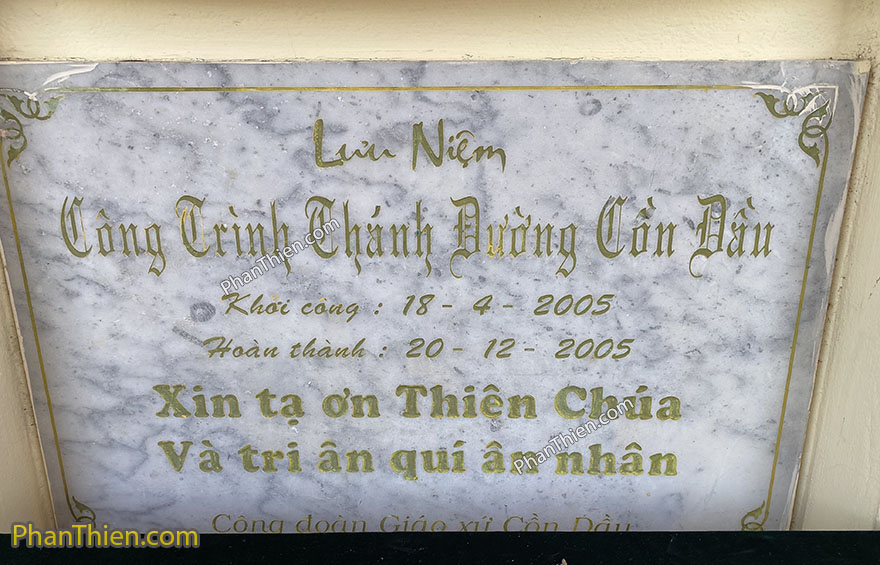 Lưu Niệm
Công Trình Thánh Đường Cồn Dầu
Khởi công : 18 - 4 - 2005
Hoàn thành : 20 - 12 - 2005
Xin tạ ơn Thiên Chúa
Và tri ân quí ân nhân
Cộng đoàn Giáo xứ Cồn Dầu
PhanThien.com
PhanThien.com
PhanThien.com